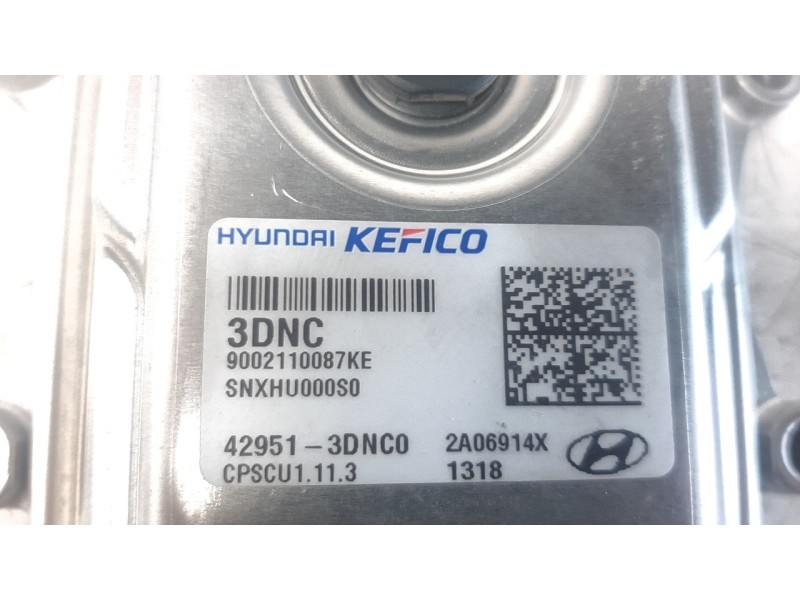 HYUNDAI KEFICO
3DNC
9002110087KE
SNXHU000S0
42951-3DNC0 2A06914X
CPSCU1.11.3 1318